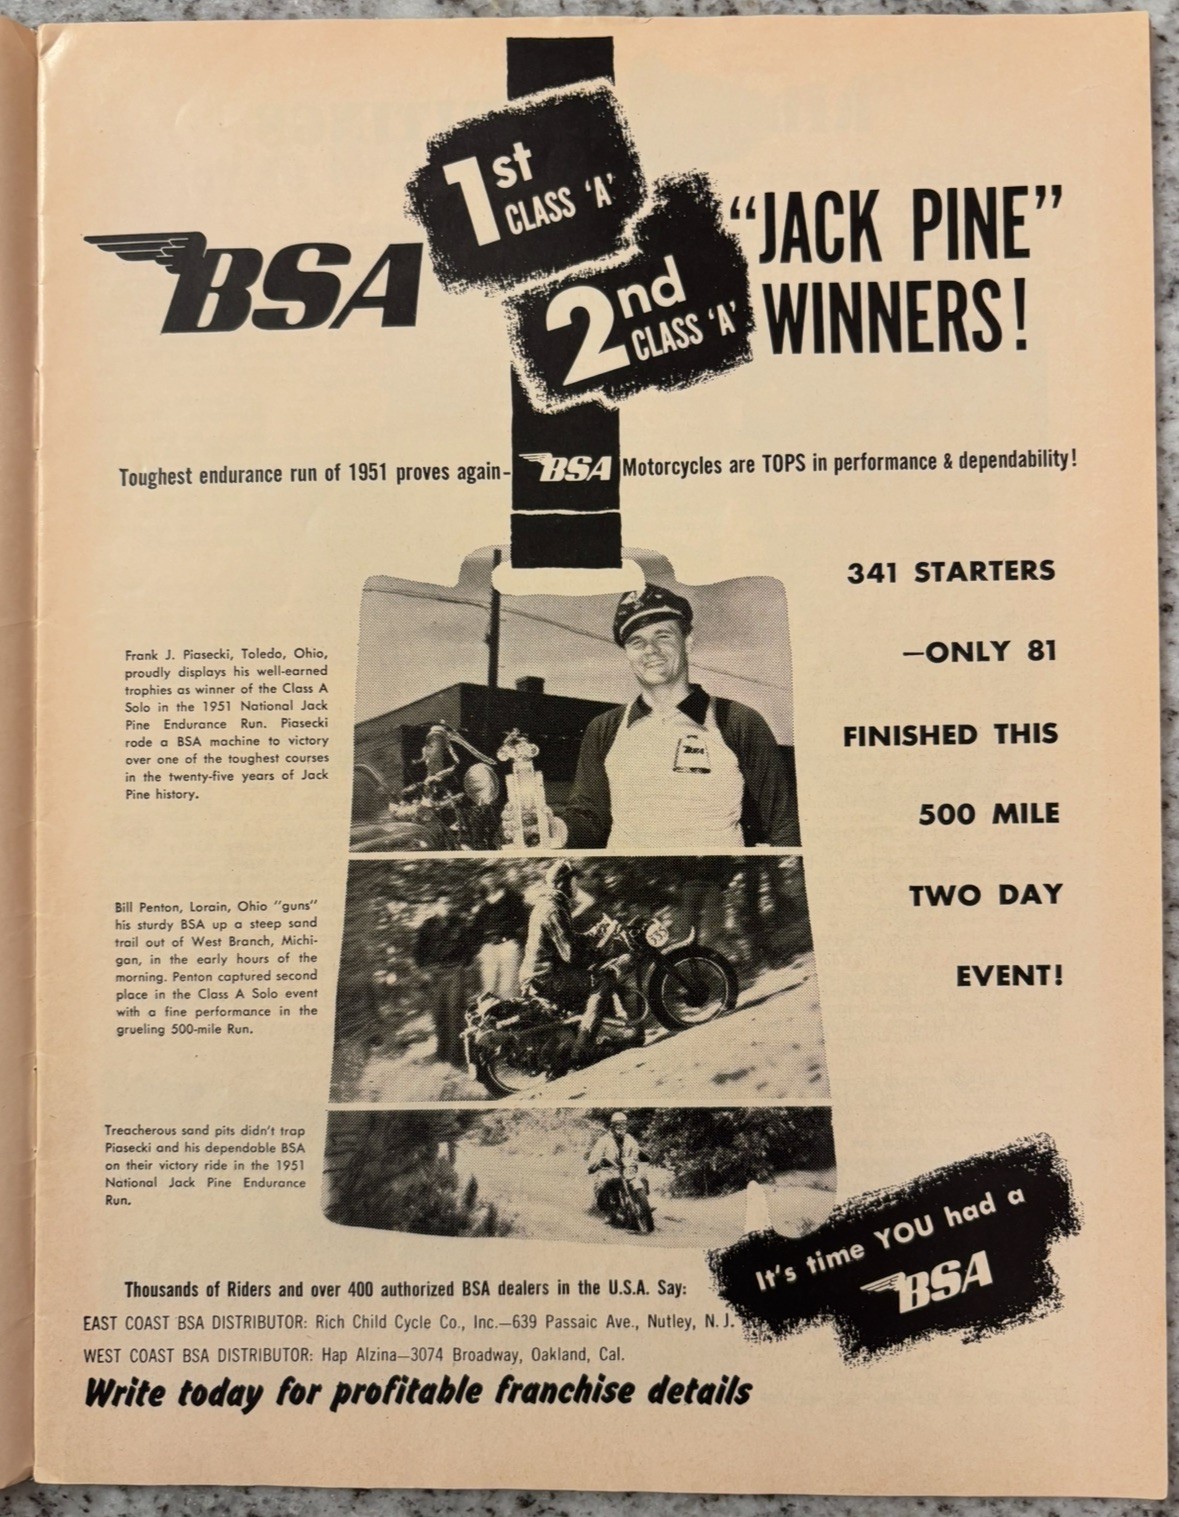 1st
CLASS 'A'
BSA
2nd
CLASS 'A'
"JACK PINE"
WINNERS!
Toughest endurance run of 1951 proves again- BSA Motorcycles are TOPS in performance & dependability!
341 STARTERS
—ONLY 81
FINISHED THIS
500 MILE
TWO DAY
EVENT!
Frank J. Piasecki, Toledo, Ohio,
proudly displays his well-earned
trophies as winner of the Class A
Solo in the 1951 National Jack
Pine Endurance Run. Piasecki
rode a BSA machine to victory
over one of the toughest courses
in the twenty-five years of Jack
Pine history.
BSA
Bill Penton, Lorain, Ohio "guns"
his sturdy BSA up a steep sand
trail out of West Branch, Michi-
gan, in the early hours of the
morning. Penton captured second
place in the Class A Solo event
with a fine performance in the
grueling 500-mile Run.
Treacherous sand pits didn't trap
Piasecki and his dependable BSA
on their victory ride in the 1951
National Jack Pine Endurance
Run.
It's time YOU had a
BSA
Thousands of Riders and over 400 authorized BSA dealers in the U.S.A. Say:
EAST COAST BSA DISTRIBUTOR: Rich Child Cycle Co., Inc.—639 Passaic Ave., Nutley, N. J.
WEST COAST BSA DISTRIBUTOR: Hap Alzina—3074 Broadway, Oakland, Cal.
Write today for profitable franchise details